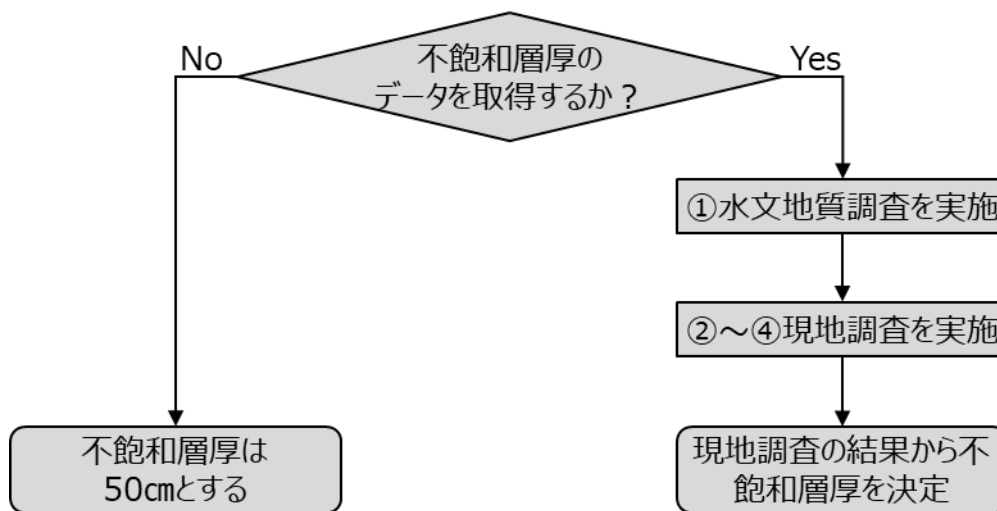 No
不飽和層厚の
データを取得するか？
Yes
①水文地質調査を実施
②～④現地調査を実施
不飽和層厚は
50㎝とする
現地調査の結果から不
飽和層厚を決定